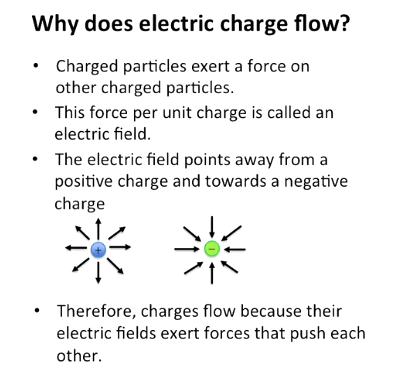 Why does electric charge flow?
• Charged particles exert a force on
other charged particles.
• This force per unit charge is called an
electric field.
• The electric field points away from a
positive charge and towards a negative
charge
+ −
• Therefore, charges flow because their
electric fields exert forces that push each
other.